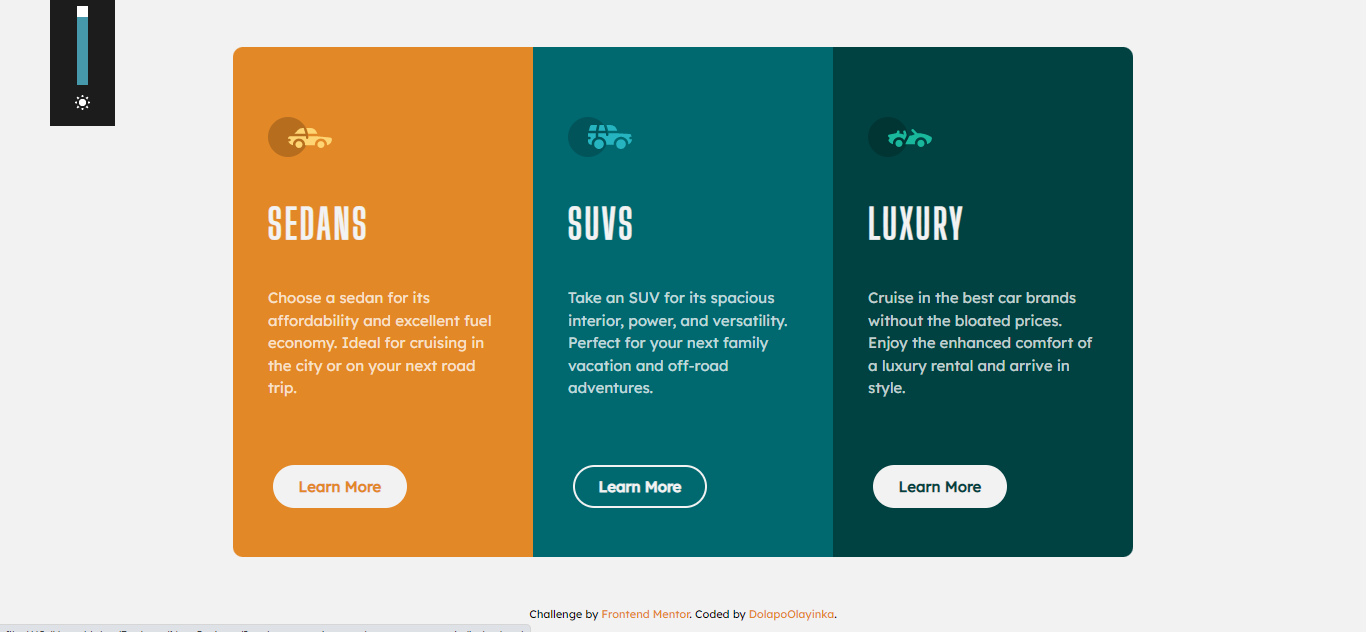 SEDANS
Choose a sedan for its
affordability and excellent fuel
economy. Ideal for cruising in
the city or on your next road
trip.
Learn More
SUVS
Take an SUV for its spacious
interior, power, and versatility.
Perfect for your next family
vacation and off-road
adventures.
Learn More
LUXURY
Cruise in the best car brands
without the bloated prices.
Enjoy the enhanced comfort of
a luxury rental and arrive in
style.
Learn More
Challenge by Frontend Mentor. Coded by DolapoOlayinka.